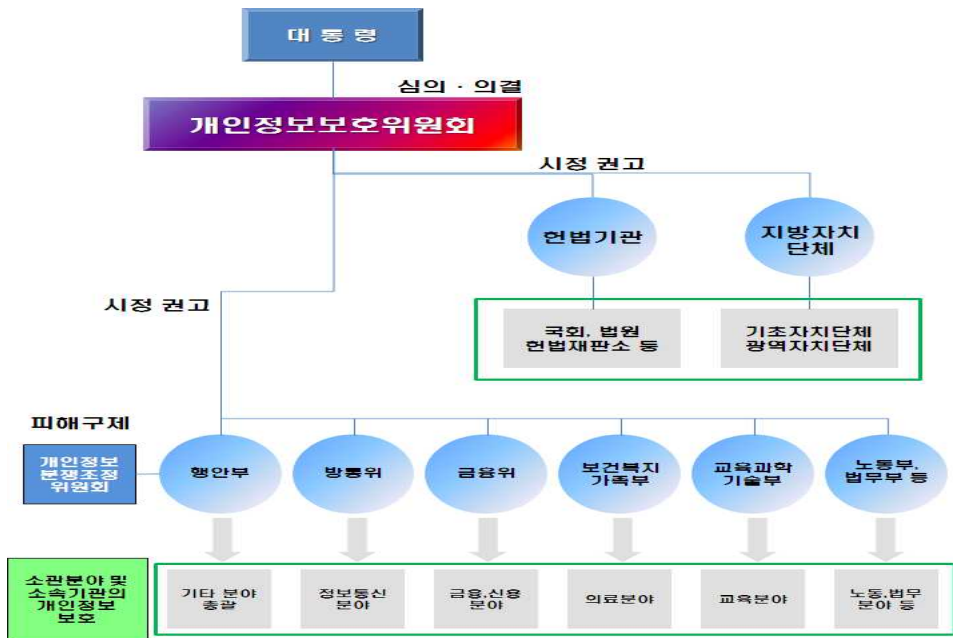 대 통 령
심의 · 의결
개인정보보호위원회
시정 권고
헌법기관
지방자치
단체
시정 권고
국회, 법원
헌법재판소 등
기초자치단체
광역자치단체
피해구제
개인정보
분쟁조정
위원회
행안부
방통위
금융위
보건복지
가족부
교육과학
기술부
노동부,
법무부 등
소관분야 및
소속기관의
개인정보
보호
기타 분야
총괄
정보통신
분야
금융,신용
분야
의료분야
교육분야
노동,법무
분야 등